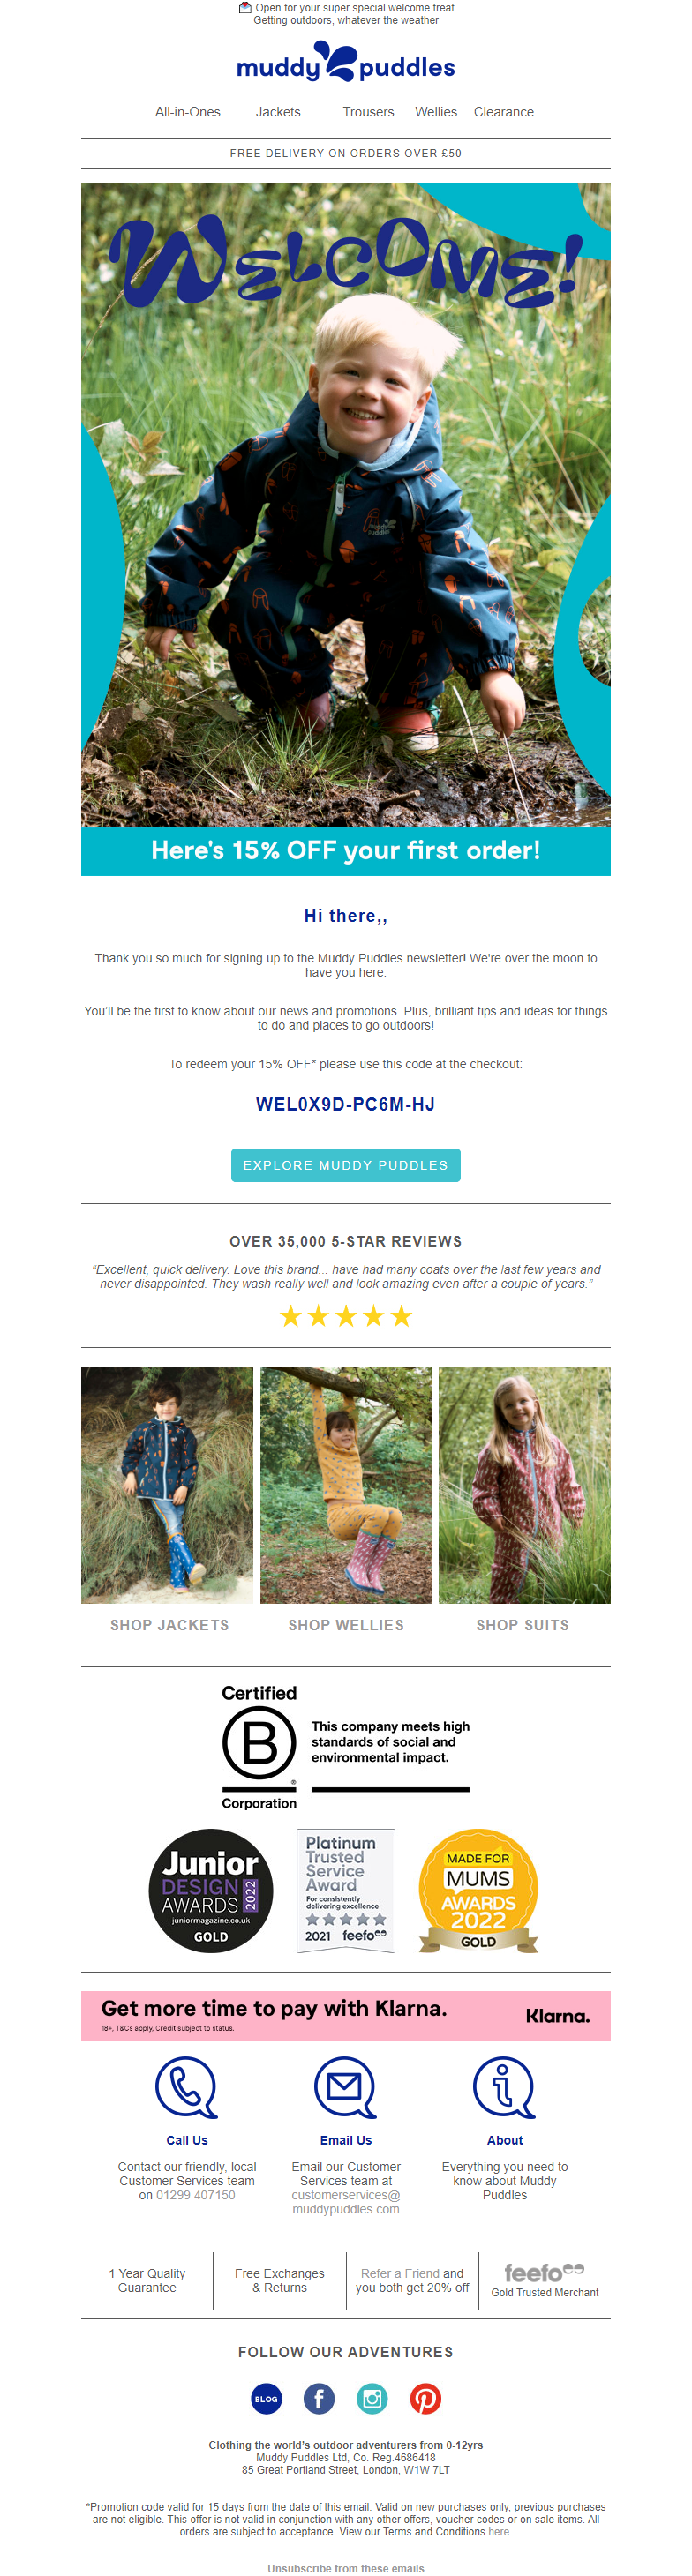 Open for your super special welcome treat
Getting outdoors, whatever the weather
muddy puddles
All-in-Ones Jackets Trousers Wellies Clearance
FREE DELIVERY ON ORDERS OVER £50
WELCOME!
muddy puddles
Here's 15% OFF your first order!
Hi there,,
Thank you so much for signing up to the Muddy Puddles newsletter! We're over the moon to
have you here.
You'll be the first to know about our news and promotions. Plus, brilliant tips and ideas for things
to do and places to go outdoors!
To redeem your 15% OFF* please use this code at the checkout:
WEL0X9D-PC6M-HJ
EXPLORE MUDDY PUDDLES
OVER 35,000 5-STAR REVIEWS
“Excellent, quick delivery. Love this brand... have had many coats over the last few years and
never disappointed. They wash really well and look amazing even after a couple of years.”
SHOP JACKETS
SHOP WELLIES
SHOP SUITS
Certified
B
®
Corporation
This company meets high
standards of social and
environmental impact.
Junior
DESIGN
AWARDS 2022
juniormagazine.co.uk
GOLD
Platinum
Trusted
Service
Award
For consistently
delivering excellence
2021 feefo
MADE FOR
MUMS
AWARDS
2022
GOLD
Get more time to pay with Klarna.
18+, T&Cs apply, Credit subject to status.
Klarna.
Call Us
Contact our friendly, local
Customer Services team
on 01299 407150
Email Us
Email our Customer
Services team at
customerservices@
muddypuddles.com
About
Everything you need to
know about Muddy
Puddles
1 Year Quality
Guarantee
Free Exchanges
& Returns
Refer a Friend and
you both get 20% off
feefo
Gold Trusted Merchant
FOLLOW OUR ADVENTURES
BLOG
Clothing the world's outdoor adventurers from 0-12yrs
Muddy Puddles Ltd, Co. Reg.4686418
85 Great Portland Street, London, W1W 7LT
*Promotion code valid for 15 days from the date of this email. Valid on new purchases only, previous purchases
are not eligible. This offer is not valid in conjunction with any other offers, voucher codes or on sale items. All
orders are subject to acceptance. View our Terms and Conditions here.
Unsubscribe from these emails